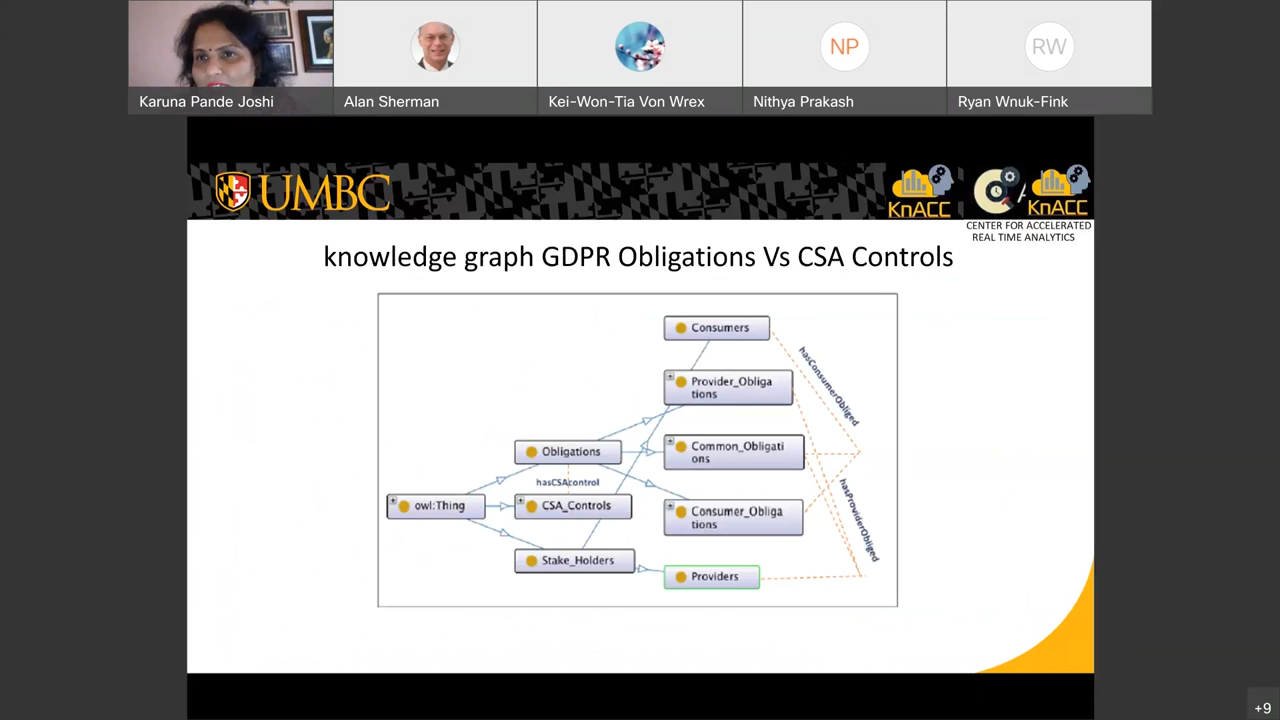 NP
RW
Karuna Pande Joshi
Alan Sherman
Kei-Won-Tia Von Wrex
Nithya Prakash
Ryan Wnuk-Fink
UMBC
KnACC
KnACC
CENTER FOR ACCELERATED
REAL TIME ANALYTICS
knowledge graph GDPR Obligations Vs CSA Controls
Consumers
hasConsumerObliged
Provider_Obliga
tions
Obligations
Common_Obligati
ons
hasCSAcontrol
owl:Thing
CSA_Controls
Consumer_Obliga
tions
hasProviderObliged
Stake_Holders
Providers
+9